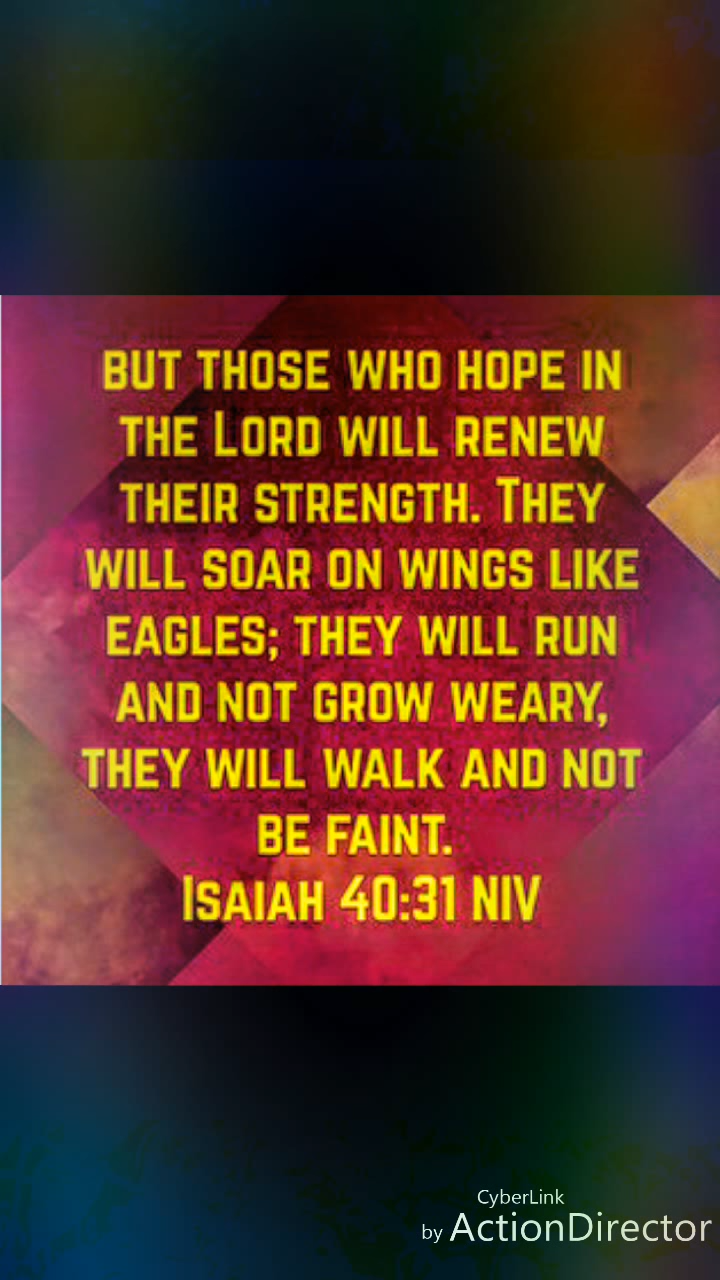 BUT THOSE WHO HOPE IN
THE LORD WILL RENEW
THEIR STRENGTH. THEY
WILL SOAR ON WINGS LIKE
EAGLES; THEY WILL RUN
AND NOT GROW WEARY,
THEY WILL WALK AND NOT
BE FAINT.
ISAIAH 40:31 NIV
CyberLink
by ActionDirector